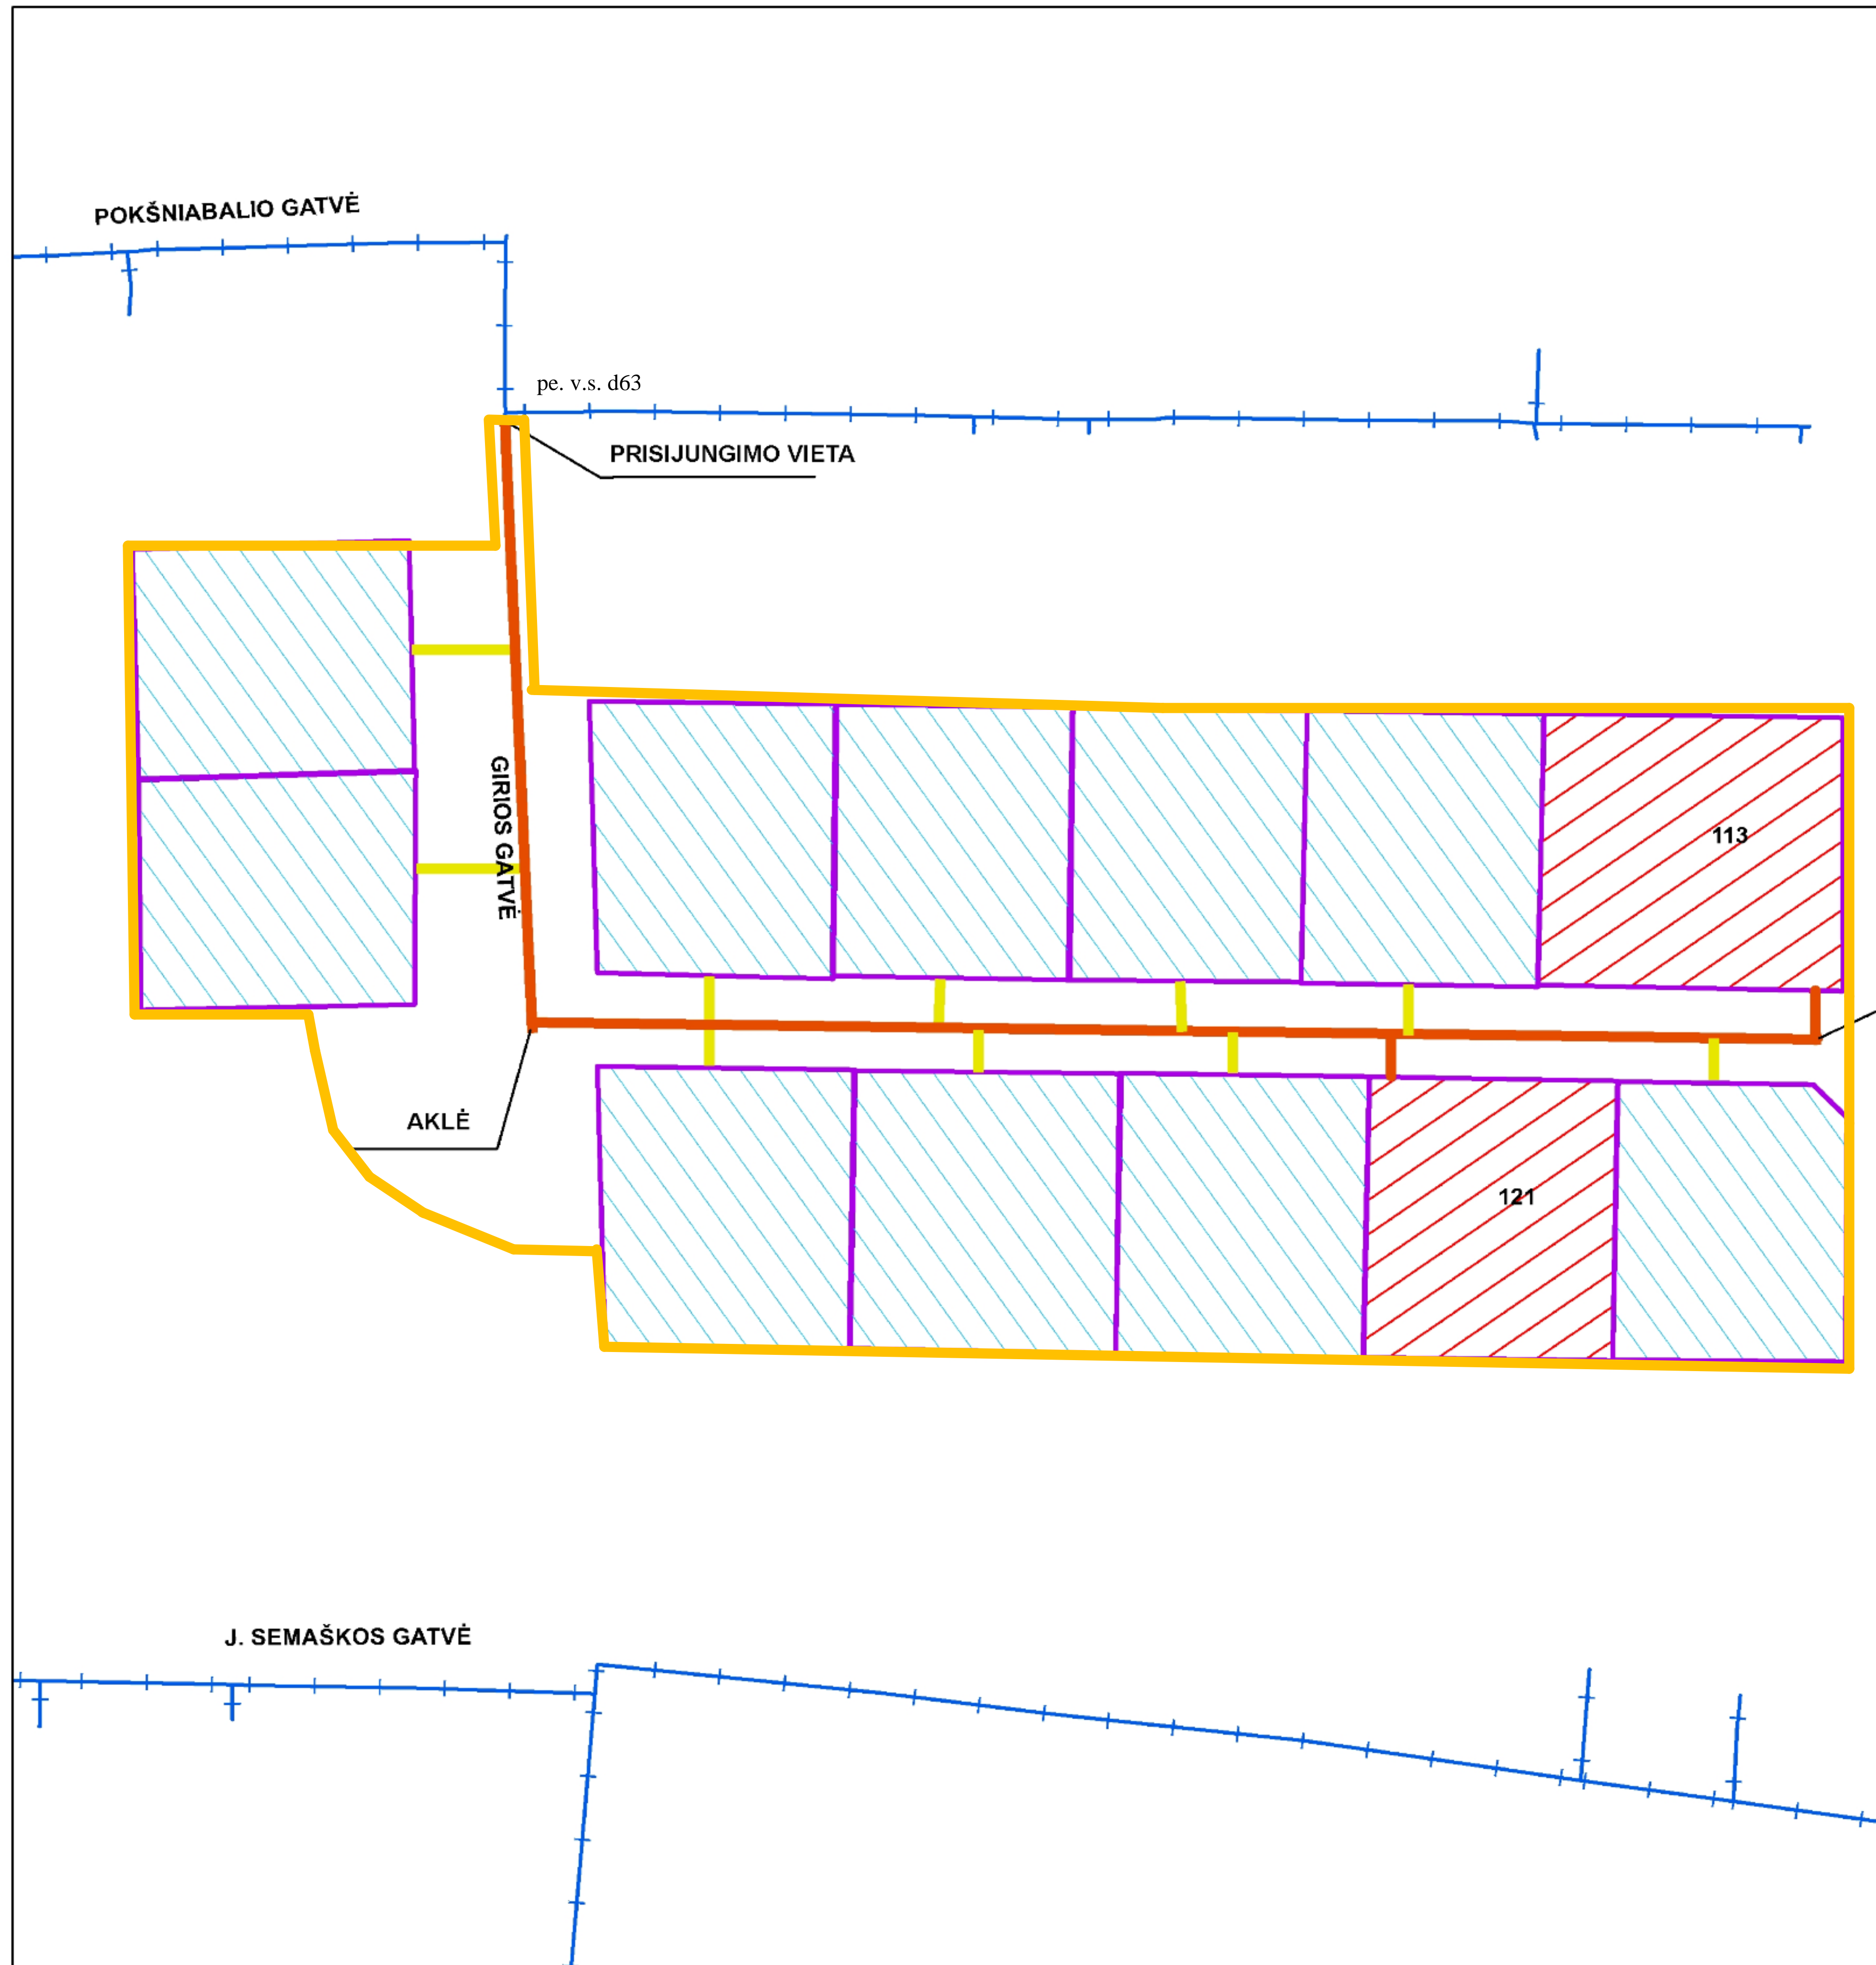 POKŠNIABALIO GATVĖ
pe. v.s. d63
PRISIJUNGIMO VIETA
GIRIOS GATVĖ
113
AKLĖ
121
J. SEMAŠKOS GATVĖ